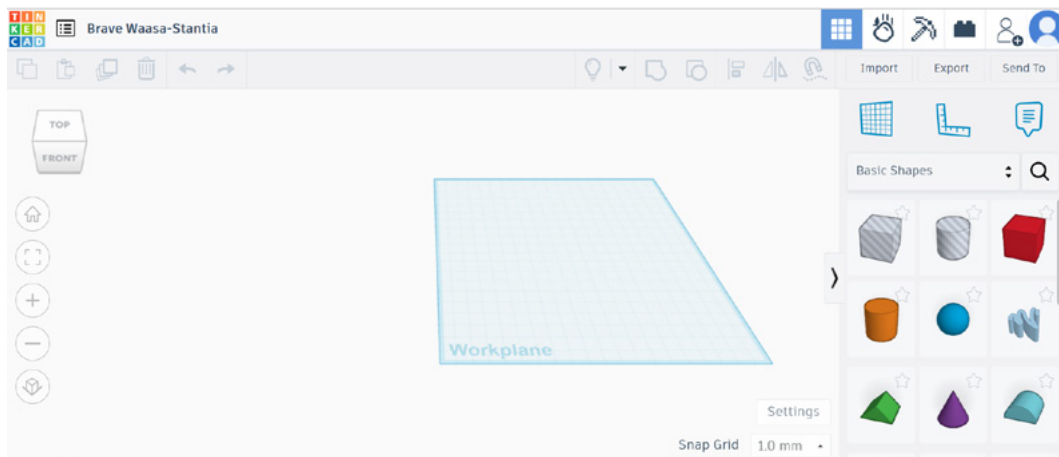 TIN
KER
CAD
Brave Waasa-Stantia
Import Export Send To
TOP
FRONT
Basic Shapes
Workplane
Settings
Snap Grid 1.0 mm